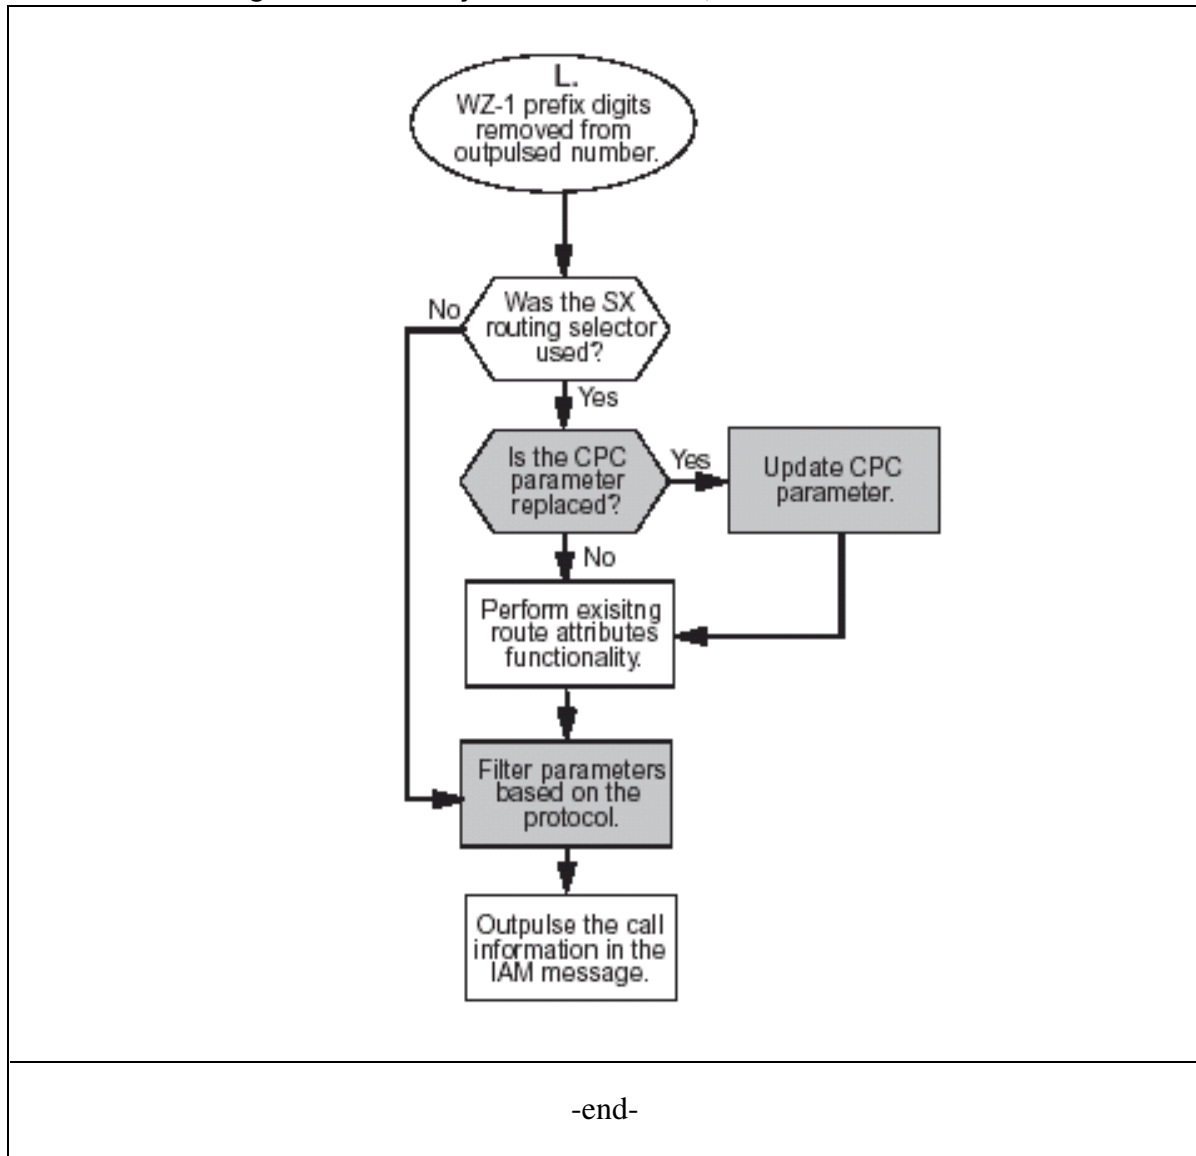 L.
WZ-1 prefix digits
removed from
outpulsed number.
No
Was the SX
routing selector
used?
Yes
Is the CPC
parameter
replaced?
Yes
Update CPC
parameter.
No
Perform exisitng
route attributes
functionality.
Filter parameters
based on the
protocol.
Outpulse the call
information in the
IAM message.
-end-